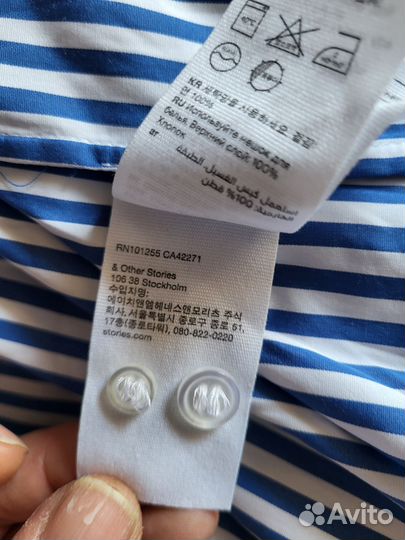 40°C
KR 세탁망을 사용하시오. 겉감:
면 100%
RU Используйте мешок для
белья. Верхний слой: 100%
Хлопок
ar
استعمل كيس الغسيل الطبقة
الخارجية: 100% قطن
RN101255 CA42271
& Other Stories
106 38 Stockholm
수입자명:
에이치앤엠헤네스앤모리츠 주식
회사, 서울특별시 종로구 종로 51,
17층(종로타워), 080-822-0220
stories.com
Avito